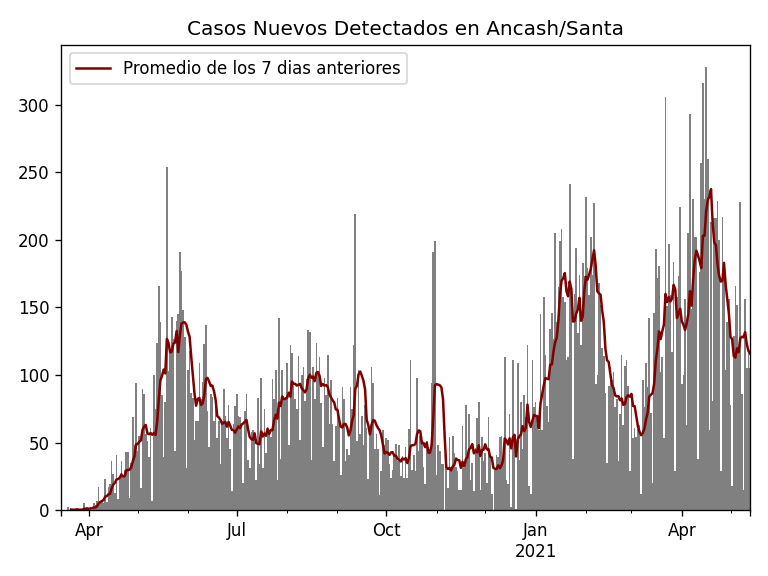 Casos Nuevos Detectados en Ancash/Santa
Promedio de los 7 dias anteriores
300
250
200
150
100
50
0
Apr
Jul
Oct
Jan
2021
Apr